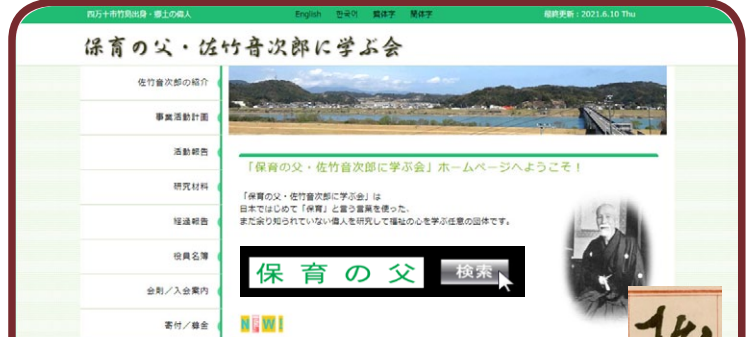 四万十市竹島出身・郷土の偉人
English 한국어 繁体字 簡体字
最終更新：2021.6.10 Thu
保育の父・佐竹音次郎に学ぶ会
佐竹音次郎の紹介
事業活動計画
活動報告
研究材料
経過報告
役員名簿
会則／入会案内
寄付／募金
「保育の父・佐竹音次郎に学ぶ会」ホームページへようこそ！
「保育の父・佐竹音次郎に学ぶ会」は
日本ではじめて「保育」と言う言葉を使った、
まだ余り知られていない偉人を研究して福祉の心を学ぶ任意の団体です。
保育の父 検索
NEW!